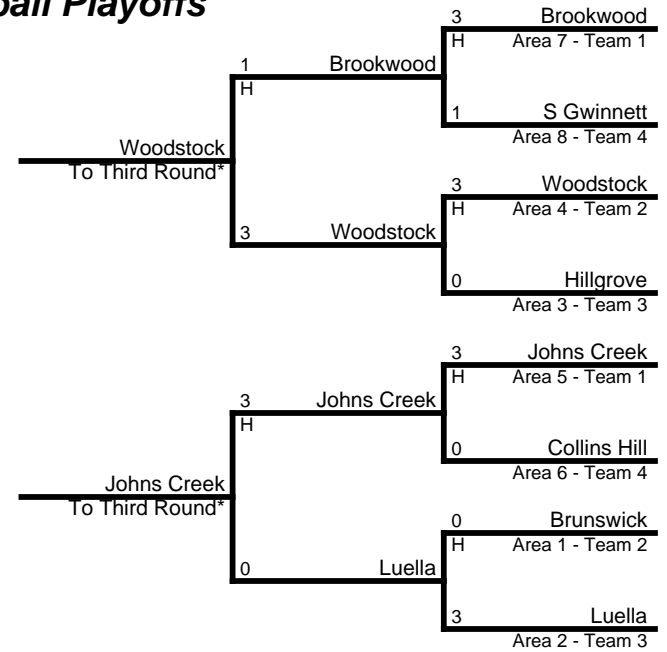 ball Playoffs
3 Brookwood
H Area 7 - Team 1
1 Brookwood
H
1 S Gwinnett
Area 8 - Team 4
Woodstock
To Third Round*
3 Woodstock
H Area 4 - Team 2
3 Woodstock
0 Hillgrove
Area 3 - Team 3
3 Johns Creek
H Area 5 - Team 1
3 Johns Creek
H
0 Collins Hill
Area 6 - Team 4
Johns Creek
To Third Round*
0 Brunswick
H Area 1 - Team 2
0 Luella
3 Luella
Area 2 - Team 3